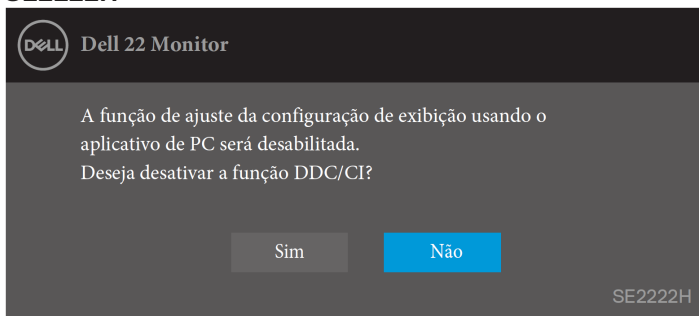 DELL
Dell 22 Monitor
A função de ajuste da configuração de exibição usando o
aplicativo de PC será desabilitada.
Deseja desativar a função DDC/CI?
Sim
Não
SE2222H